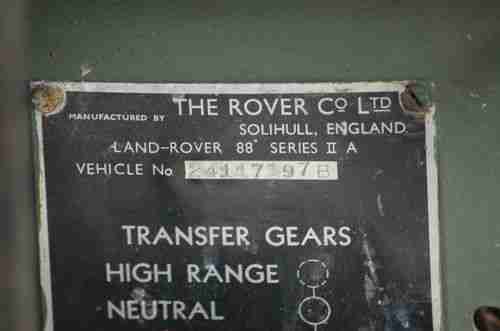 MANUFACTURED BY THE ROVER CO LTD
SOLIHULL, ENGLAND.
LAND-ROVER 88" SERIES II A
VEHICLE No 24117197B
TRANSFER GEARS
HIGH RANGE
NEUTRAL